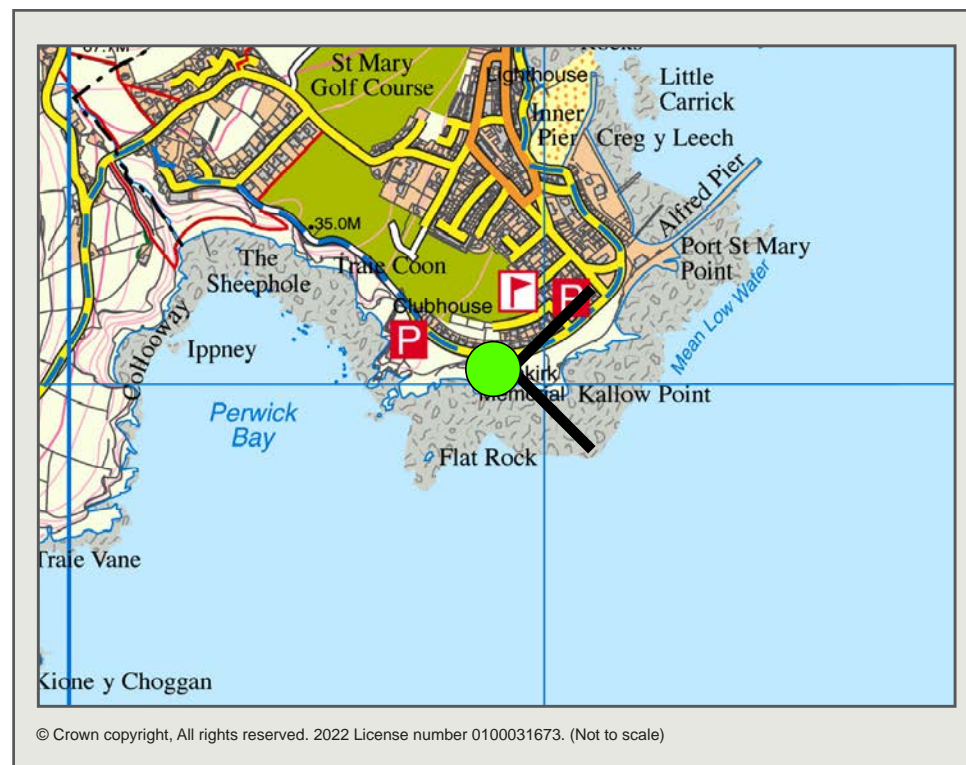 St Mary
Golf Course
Lighthouse
Little
Carrick
Inner
Pier
Creg y Leech
Alfred Pier
Port St Mary
Point
Mean Low Water
35.0M
The
Sheephole
Traie Coon
Clubhouse
P
P
Ippney
Perwick
Bay
Kallow Point
Flat Rock
Traie Vane
Kione y Choggan
© Crown copyright, All rights reserved. 2022 License number 0100031673. (Not to scale)